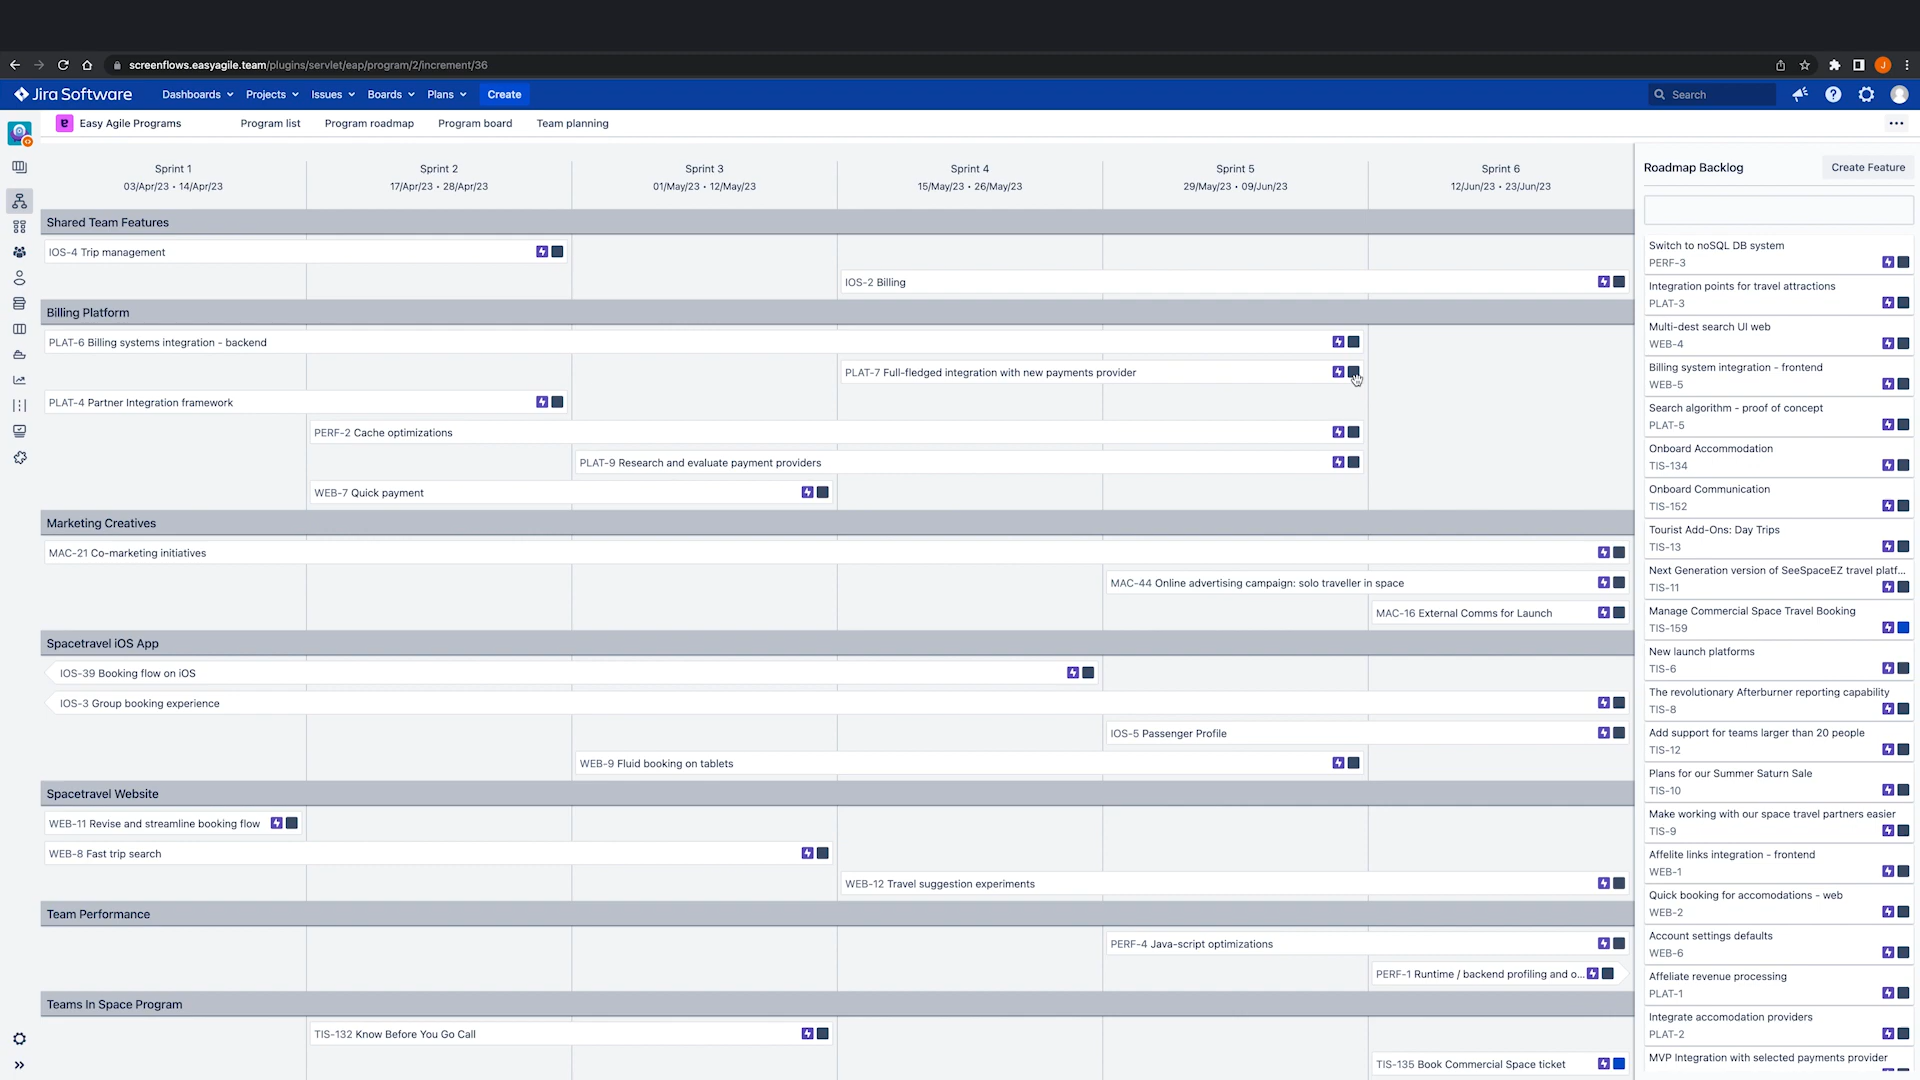 screenflows.easyagile.team/plugins/servlet/eap/program/2/increment/36
J
Jira Software
Dashboards
Projects
Issues
Boards
Plans
Create
Search
Easy Agile Programs
Program list
Program roadmap
Program board
Team planning
Sprint 1
03/Apr/23 • 14/Apr/23
Sprint 2
17/Apr/23 • 28/Apr/23
Sprint 3
01/May/23 • 12/May/23
Sprint 4
15/May/23 • 26/May/23
Sprint 5
29/May/23 • 09/Jun/23
Sprint 6
12/Jun/23 • 23/Jun/23
Shared Team Features
IOS-4 Trip management
IOS-2 Billing
Billing Platform
PLAT-6 Billing systems integration - backend
PLAT-7 Full-fledged integration with new payments provider
PLAT-4 Partner Integration framework
PERF-2 Cache optimizations
PLAT-9 Research and evaluate payment providers
WEB-7 Quick payment
Marketing Creatives
MAC-21 Co-marketing initiatives
MAC-44 Online advertising campaign: solo traveller in space
MAC-16 External Comms for Launch
Spacetravel iOS App
IOS-39 Booking flow on iOS
IOS-3 Group booking experience
IOS-5 Passenger Profile
WEB-9 Fluid booking on tablets
Spacetravel Website
WEB-11 Revise and streamline booking flow
WEB-8 Fast trip search
WEB-12 Travel suggestion experiments
Team Performance
PERF-4 Java-script optimizations
PERF-1 Runtime / backend profiling and o...
Teams In Space Program
TIS-132 Know Before You Go Call
TIS-135 Book Commercial Space ticket
Roadmap Backlog
Create Feature
Switch to noSQL DB system
PERF-3
Integration points for travel attractions
PLAT-3
Multi-dest search UI web
WEB-4
Billing system integration - frontend
WEB-5
Search algorithm - proof of concept
PLAT-5
Onboard Accommodation
TIS-134
Onboard Communication
TIS-152
Tourist Add-Ons: Day Trips
TIS-13
Next Generation version of SeeSpaceEZ travel platf...
TIS-11
Manage Commercial Space Travel Booking
TIS-159
New launch platforms
TIS-6
The revolutionary Afterburner reporting capability
TIS-8
Add support for teams larger than 20 people
TIS-12
Plans for our Summer Saturn Sale
TIS-10
Make working with our space travel partners easier
TIS-9
Affelite links integration - frontend
WEB-1
Quick booking for accomodations - web
WEB-2
Account settings defaults
WEB-6
Affeliate revenue processing
PLAT-1
Integrate accomodation providers
PLAT-2
MVP Integration with selected payments provider